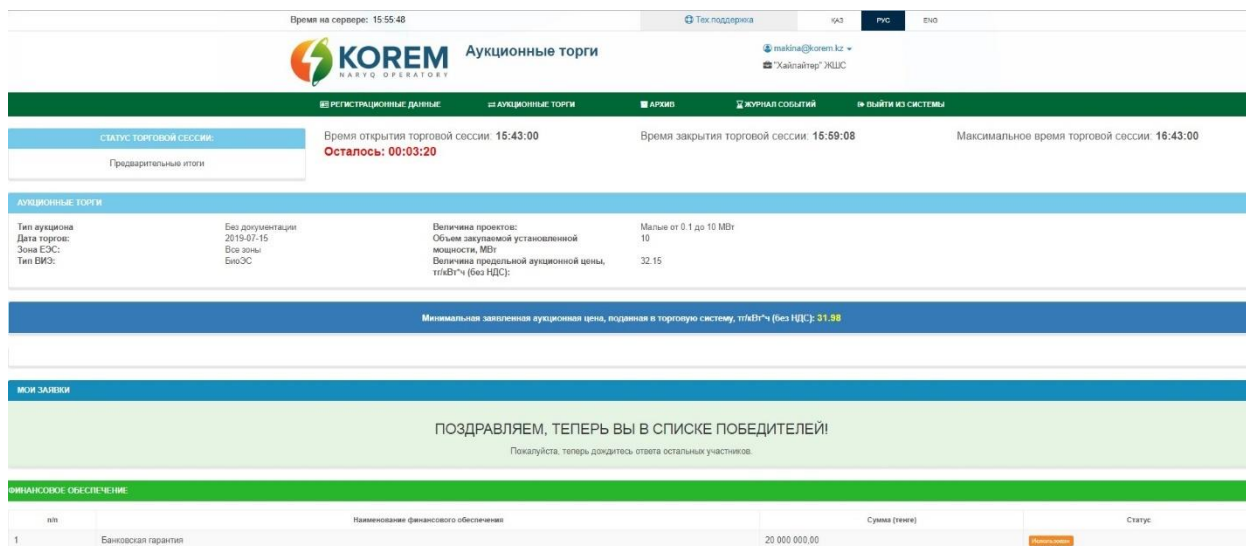 Время на сервере: 15:55:48
Тех поддержка
ҚАЗ
РУС
ENG
KOREM
NARYQ OPERATORY
Аукционные торги
makina@korem.kz
"Хайлайтер" ЖШС
РЕГИСТРАЦИОННЫЕ ДАННЫЕ
АУКЦИОННЫЕ ТОРГИ
АРХИВ
ЖУРНАЛ СОБЫТИЙ
ВЫЙТИ ИЗ СИСТЕМЫ
СТАТУС ТОРГОВОЙ СЕССИИ:
Предварительные итоги
Время открытия торговой сессии: 15:43:00
Осталось: 00:03:20
Время закрытия торговой сессии: 15:59:08
Максимальное время торговой сессии: 16:43:00
АУКЦИОННЫЕ ТОРГИ
Тип аукциона Без документации
Дата торгов: 2019-07-15
Зона ЕЭС: Все зоны
Тип ВИЭ: БиоЭС
Величина проектов: Малые от 0.1 до 10 МВт
Объем закупаемой установленной 10
мощности, МВт
Величина предельной аукционной цены, 32.15
тг/кВт*ч (без НДС):
Минимальная заявленная аукционная цена, поданная в торговую систему, тг/кВт*ч (без НДС): 31.98
МОИ ЗАЯВКИ
ПОЗДРАВЛЯЕМ, ТЕПЕРЬ ВЫ В СПИСКЕ ПОБЕДИТЕЛЕЙ!
Пожалуйста, теперь дождитесь ответа остальных участников.
ФИНАНСОВОЕ ОБЕСПЕЧЕНИЕ
п/п Наименование финансового обеспечения Сумма (тенге) Статус
1 Банковская гарантия 20 000 000,00